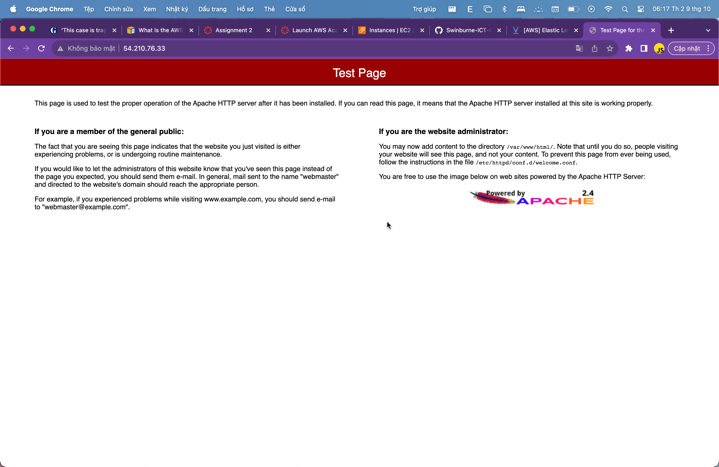 Google Chrome Tệp Chỉnh sửa Xem Nhật ký Dấu trang Hồ sơ Thẻ Cửa sổ Trợ giúp E 06:17 Th 2 9 thg 10
"This case is tra What Is the AW Assignment 2 Launch AWS Ac Instances | EC2 Swinburne-ICT- [AWS] Elastic L Test Page for th
Không bảo mật 54.210.76.33 JS Cập nhật
Test Page
This page is used to test the proper operation of the Apache HTTP server after it has been installed. If you can read this page, it means that the Apache HTTP server installed at this site is working properly.
If you are a member of the general public:
The fact that you are seeing this page indicates that the website you just visited is either
experiencing problems, or is undergoing routine maintenance.
If you would like to let the administrators of this website know that you've seen this page instead of
the page you expected, you should send them e-mail. In general, mail sent to the name "webmaster"
and directed to the website's domain should reach the appropriate person.
For example, if you experienced problems while visiting www.example.com, you should send e-mail
to "webmaster@example.com".
If you are the website administrator:
You may now add content to the directory /var/www/html/. Note that until you do so, people visiting
your website will see this page, and not your content. To prevent this page from ever being used,
follow the instructions in the file /etc/httpd/conf.d/welcome.conf.
You are free to use the image below on web sites powered by the Apache HTTP Server:
Powered by 2.4
APACHE